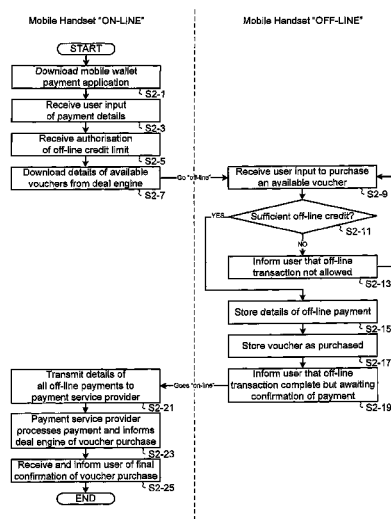 Mobile Handset "ON-LINE"
Mobile Handset "OFF-LINE"
START
Download mobile wallet
payment application
S2-1
Receive user input
of payment details
S2-3
Receive authorisation
of off-line credit limit
S2-5
Download details of available
vouchers from deal engine
S2-7
Go "off-line"
Receive user input to purchase
an available voucher
S2-9
Sufficient off-line credit?
YES
S2-11
NO
Inform user that off-line
transaction not allowed
S2-13
Store details of off-line payment
S2-15
Store voucher as purchased
S2-17
Inform user that off-line
transaction complete but awaiting
confirmation of payment
S2-19
Goes "on-line"
Transmit details of
all off-line payments to
payment service provider
S2-21
Payment service provider
processes payment and informs
deal engine of voucher purchase
S2-23
Receive and inform user of final
confirmation of voucher purchase
S2-25
END